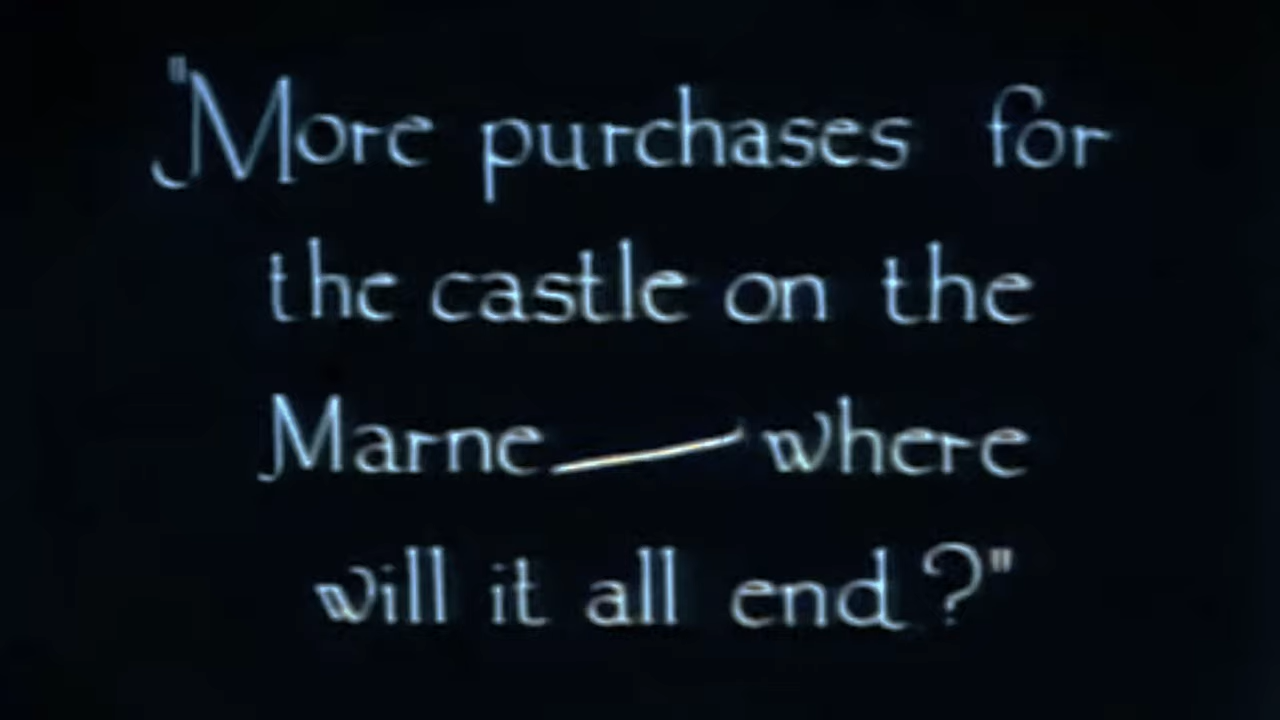 "More purchases for
the castle on the
Marne — where
will it all end?"